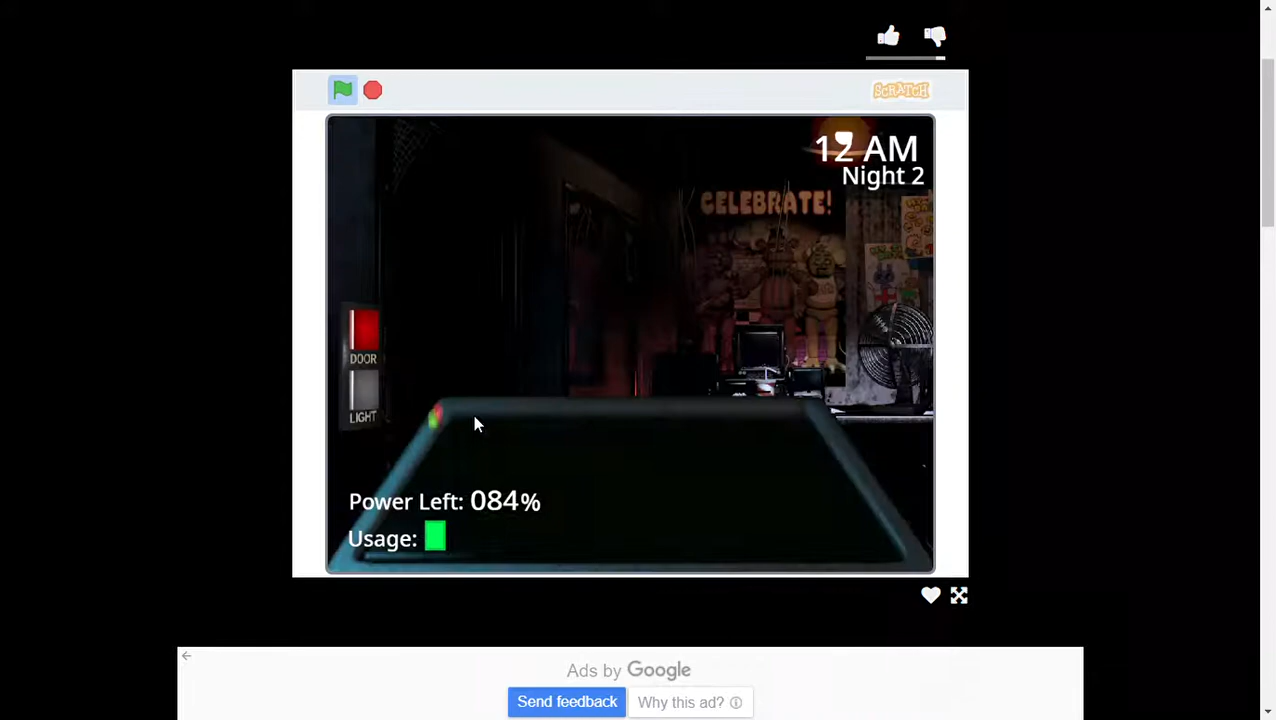 SCRATCH
12 AM
Night 2
CELEBRATE!
DOOR
LIGHT
Power Left: 084%
Usage:
Ads by Google
Send feedback
Why this ad?